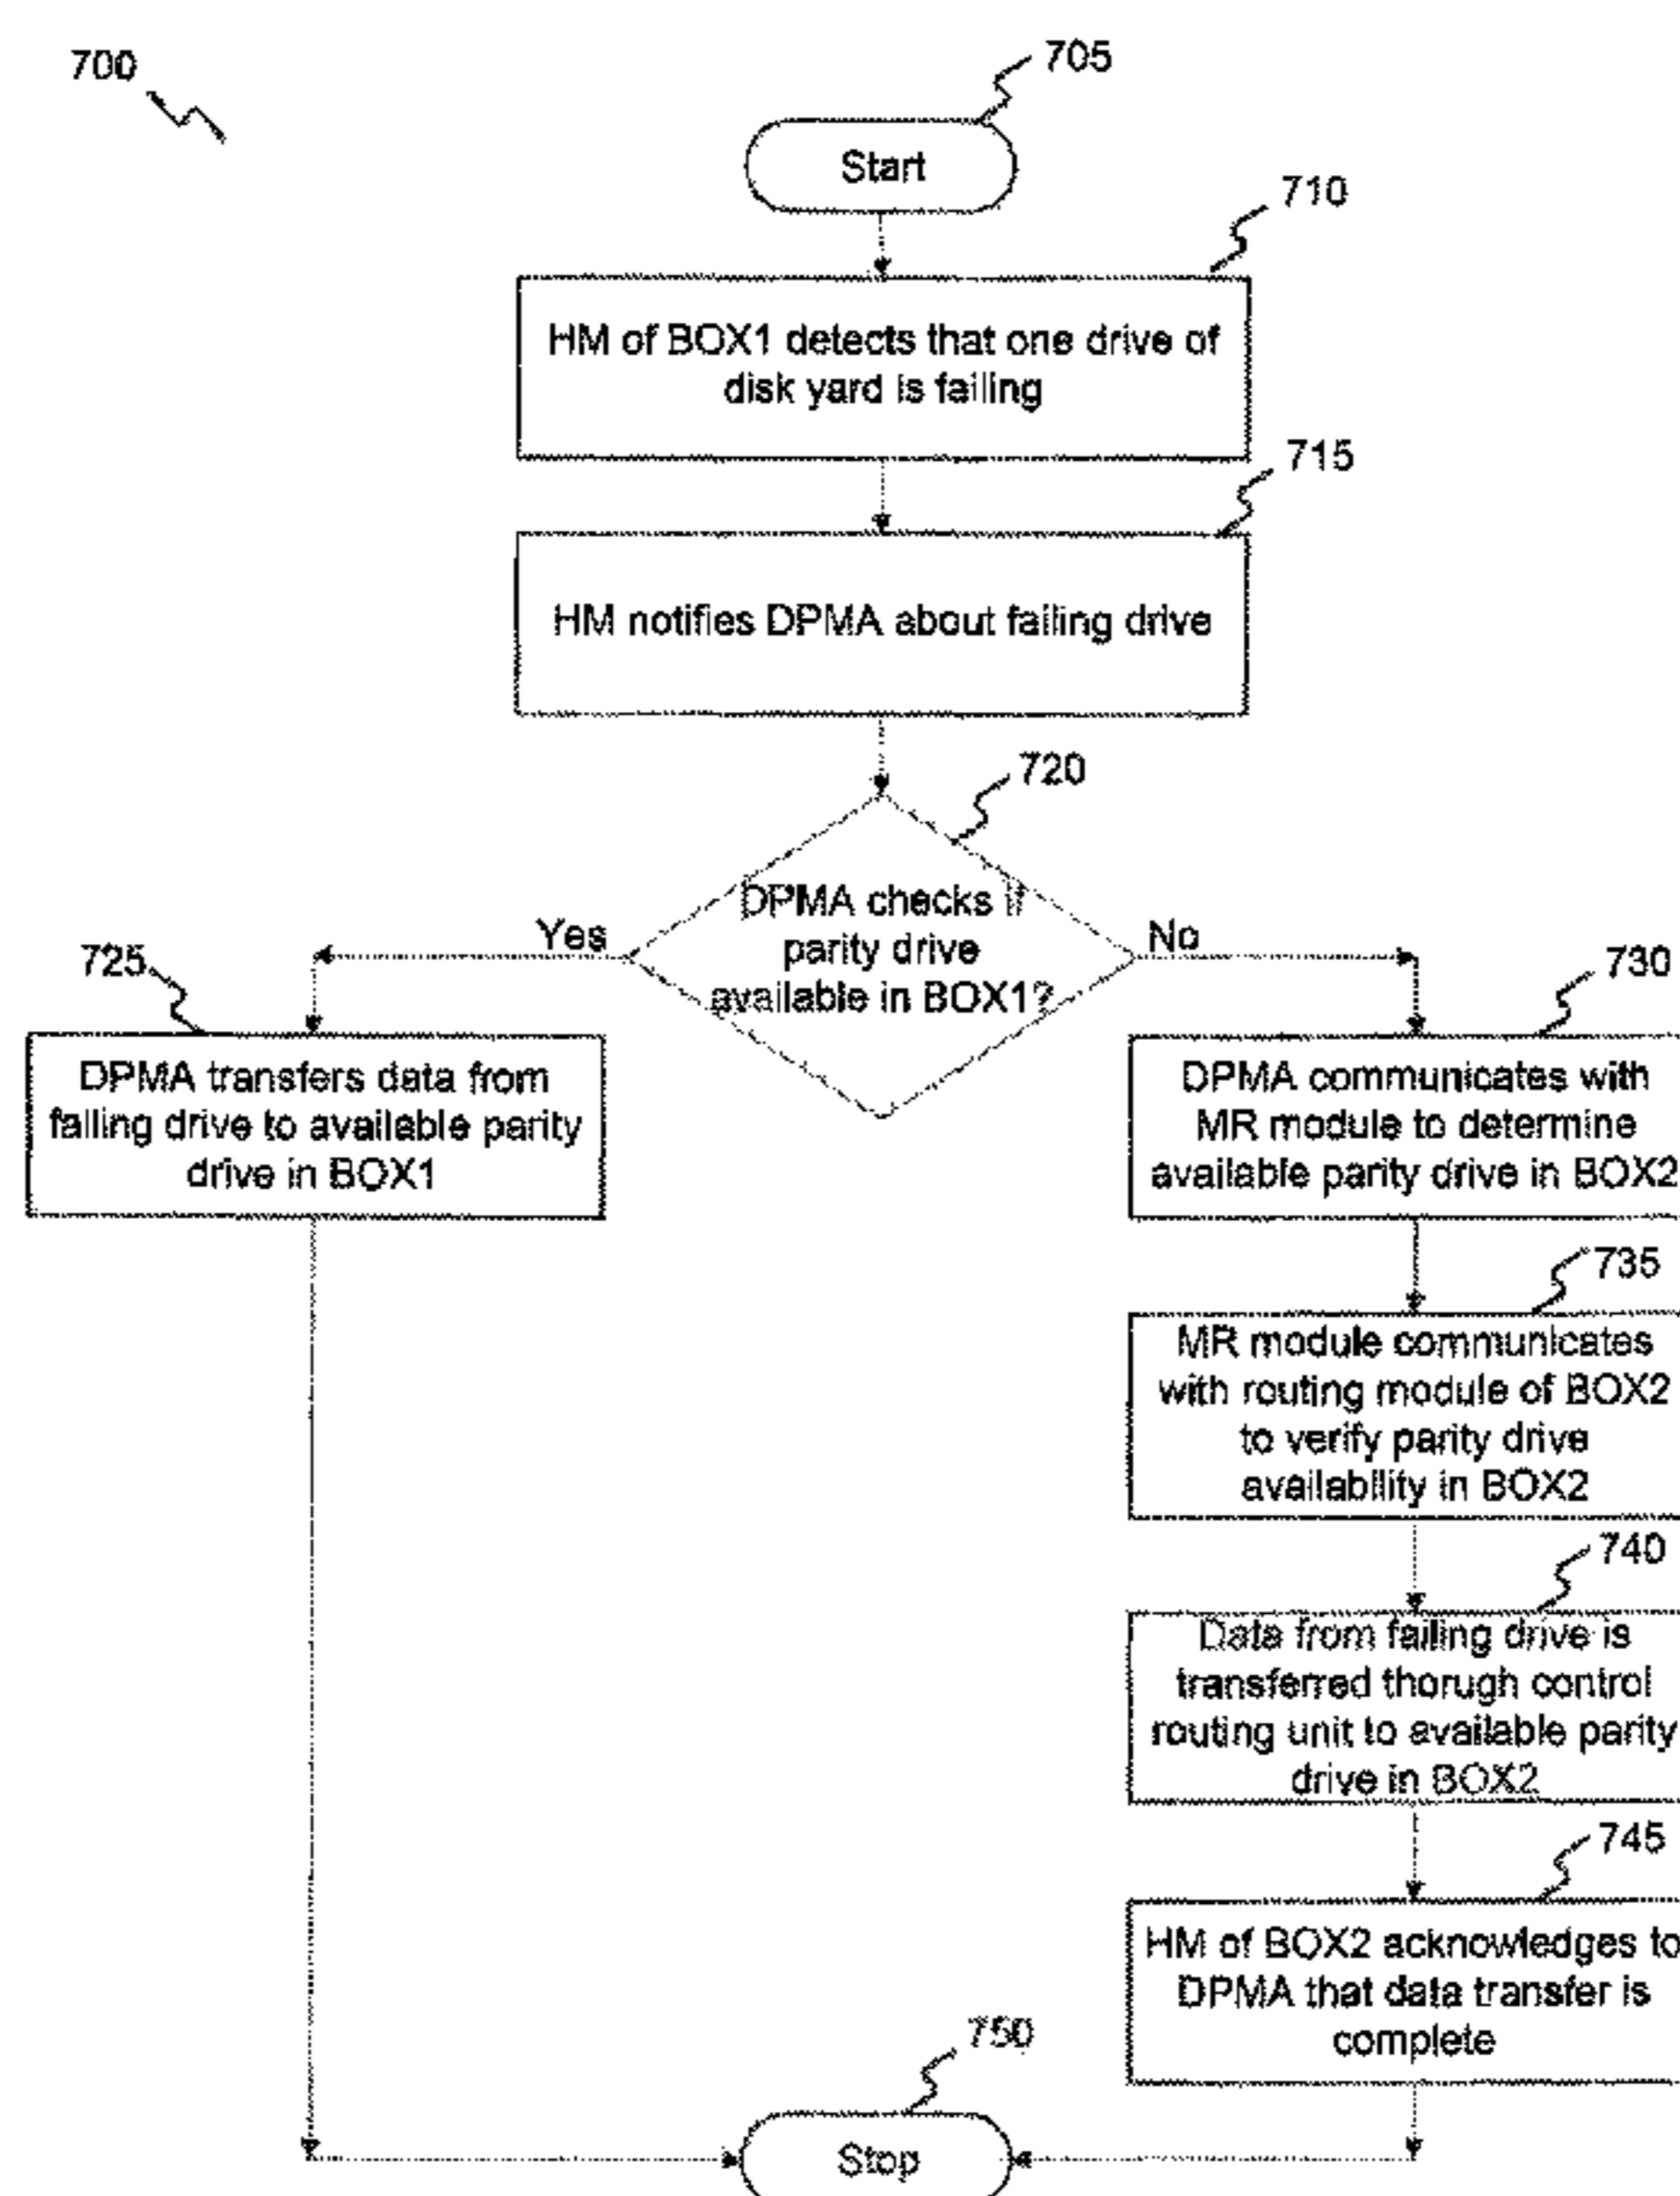 700
705
Start
710
HM of BOX1 detects that one drive of
disk yard is failing
715
HM notifies DPMA about failing drive
720
DPMA checks if
parity drive
available in BOX1?
Yes
No
725
DPMA transfers data from
failing drive to available parity
drive in BOX1
730
DPMA communicates with
MR module to determine
available parity drive in BOX2
735
MR module communicates
with routing module of BOX2
to verify parity drive
availability in BOX2
740
Data from failing drive is
transferred thorugh control
routing unit to available parity
drive in BOX2
745
HM of BOX2 acknowledges to
DPMA that data transfer is
complete
750
Stop